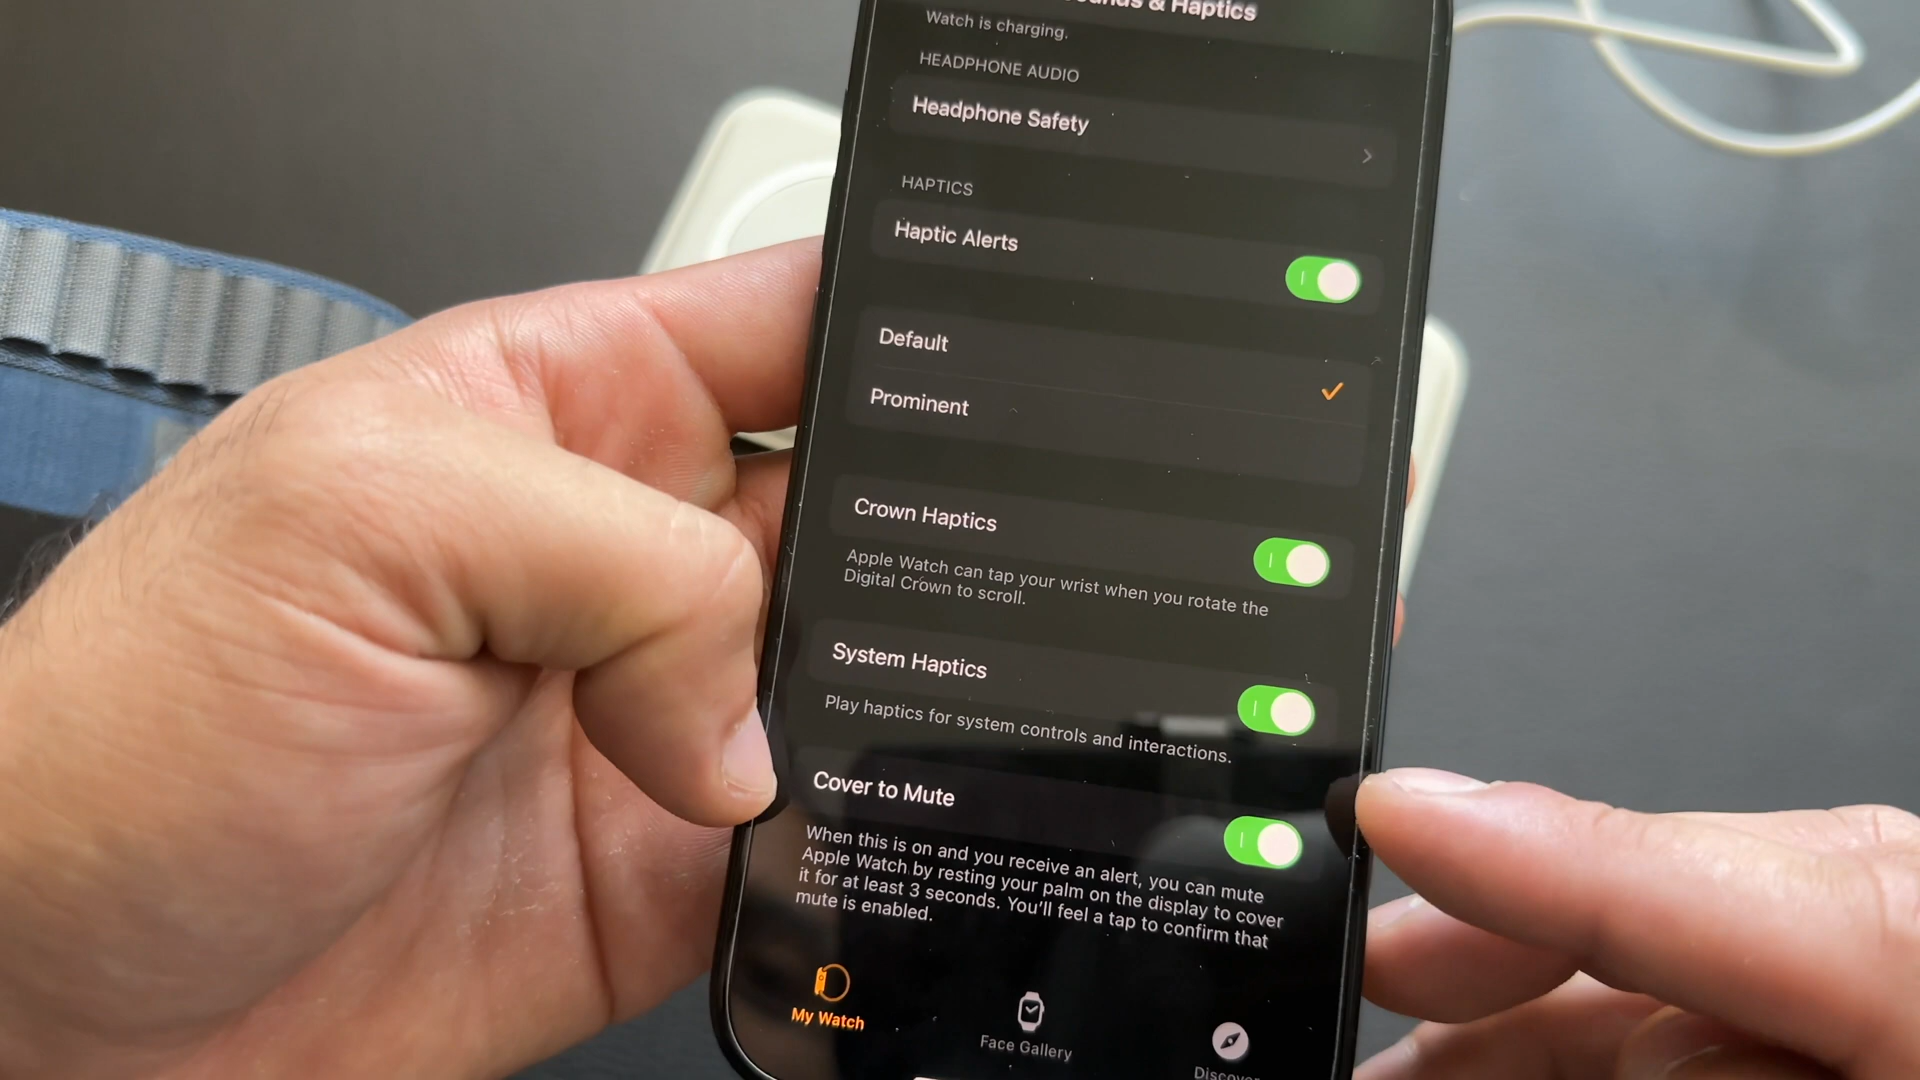 & Haptics
Watch is charging.
HEADPHONE AUDIO
Headphone Safety
HAPTICS
Haptic Alerts
Default
Prominent
Crown Haptics
Apple Watch can tap your wrist when you rotate the
Digital Crown to scroll.
System Haptics
Play haptics for system controls and interactions.
Cover to Mute
When this is on and you receive an alert, you can mute
Apple Watch by resting your palm on the display to cover
it for at least 3 seconds. You'll feel a tap to confirm that
mute is enabled.
My Watch
Face Gallery